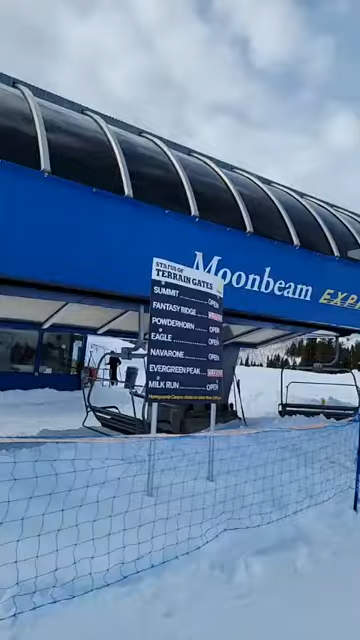 Moonbeam
STATUS OF
TERRAIN GATES
SUMMIT OPEN
FANTASY RIDGE
POWDERHORN OPEN
EAGLE OPEN
NAVARONE OPEN
EVERGREEN PEAK
MILK RUN OPEN